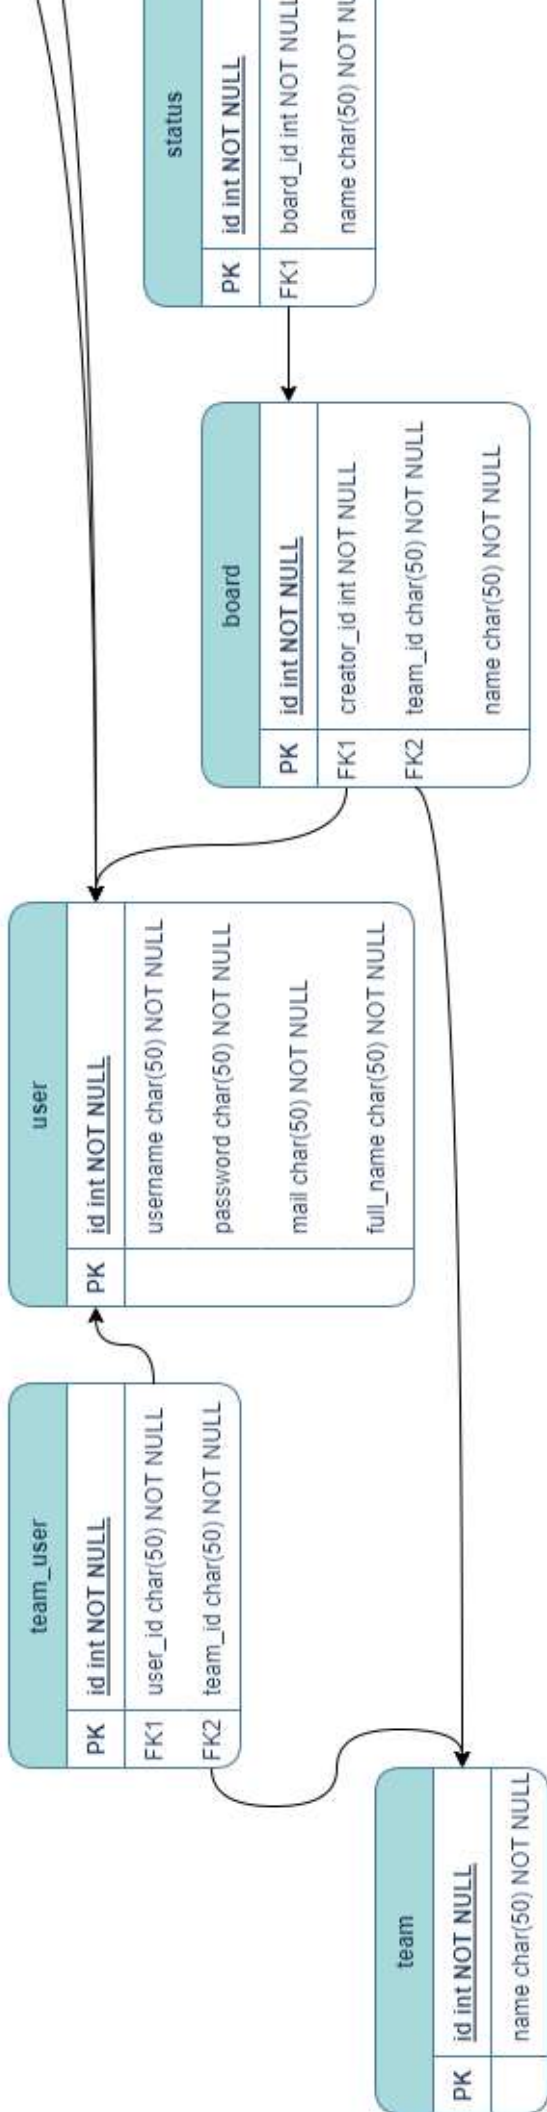 team
PK id int NOT NULL
name char(50) NOT NULL
team_user
PK id int NOT NULL
FK1 user_id char(50) NOT NULL
FK2 team_id char(50) NOT NULL
user
PK id int NOT NULL
username char(50) NOT NULL
password char(50) NOT NULL
mail char(50) NOT NULL
full_name char(50) NOT NULL
board
PK id int NOT NULL
FK1 creator_id int NOT NULL
FK2 team_id char(50) NOT NULL
name char(50) NOT NULL
status
PK id int NOT NULL
FK1 board_id int NOT NULL
name char(50) NOT